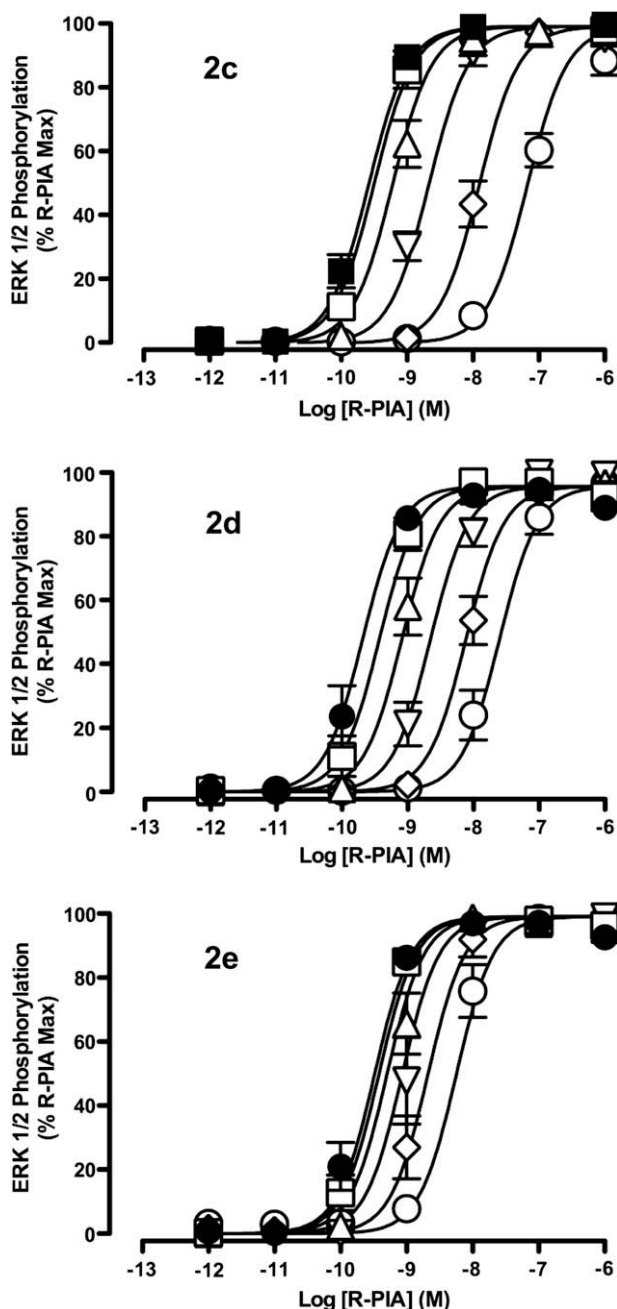 100
2c
80
60
40
20
0
ERK 1/2 Phosphorylation
(% R-PIA Max)
-13 -12 -11 -10 -9 -8 -7 -6
Log [R-PIA] (M)
100
2d
80
60
40
20
0
ERK 1/2 Phosphorylation
(% R-PIA Max)
-13 -12 -11 -10 -9 -8 -7 -6
Log [R-PIA] (M)
100
2e
80
60
40
20
0
ERK 1/2 Phosphorylation
(% R-PIA Max)
-13 -12 -11 -10 -9 -8 -7 -6
Log [R-PIA] (M)